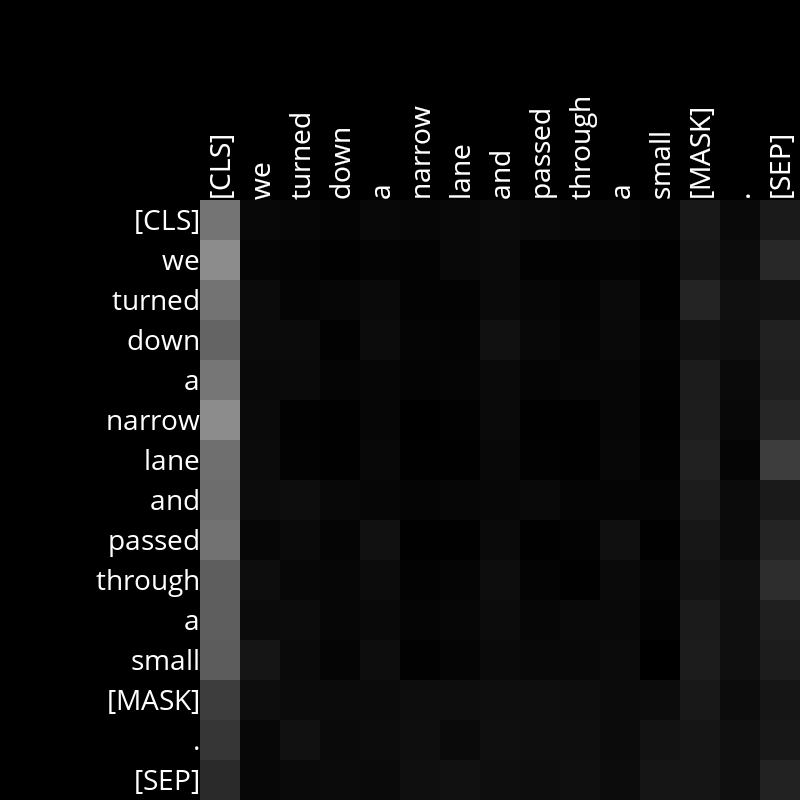 [CLS] we turned down a narrow lane and passed through a small [MASK] . [SEP]
[CLS]
we
turned
down
a
narrow
lane
and
passed
through
a
small
[MASK]
.
[SEP]